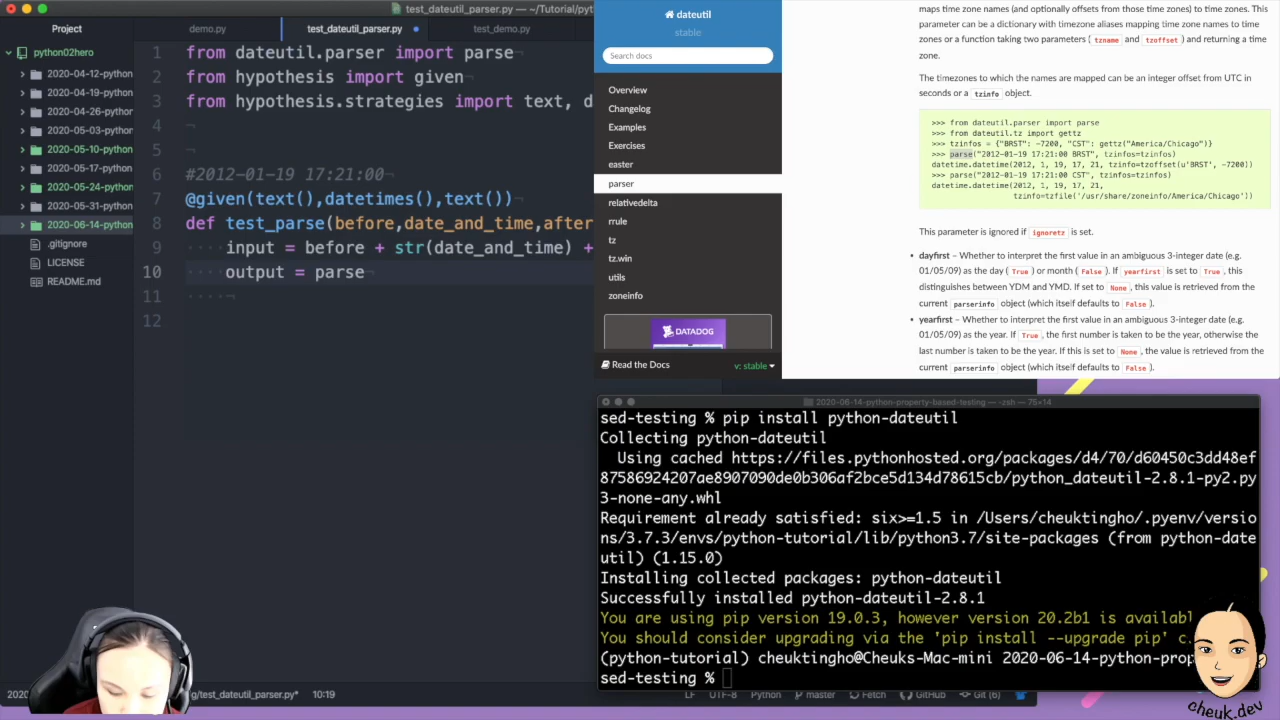 test_dateutil_parser.py — ~/Tutorial/pyt
Project
demo.py
test_dateutil_parser.py
test_demo.py
python02hero
2020-04-12-python
2020-04-19-python
2020-04-26-python
2020-05-03-python
2020-05-10-python
2020-05-24-python
2020-05-31-python
2020-06-14-python
.gitignore
LICENSE
README.md
1 from dateutil.parser import parse
2 from hypothesis import given
3 from hypothesis.strategies import text, d
4
5
6
7 #2012-01-19 17:21:00
8 @given(text(),datetimes(),text())
def test_parse(before,date_and_time,after
9 input = before + str(date_time) +
10 output = parse
11
12
2020
g/test_dateutil_parser.py* 10:19
LF UTF-8 Python master Fetch GitHub Git (6)
dateutil
stable
Search docs
Overview
Changelog
Examples
Exercises
easter
parser
relativedelta
rrule
tz
tz.win
utils
zoneinfo
DATADOG
Read the Docs
v: stable
maps time zone names (and optionally offsets from those time zones) to time zones. This
parameter can be a dictionary with timezone aliases mapping time zone names to time
zones or a function taking two parameters ( tzname and tzoffset ) and returning a time
zone.
The timezones to which the names are mapped can be an integer offset from UTC in
seconds or a tzinfo object.
>>> from dateutil.parser import parse
>>> from dateutil.tz import gettz
>>> tzinfos = {"BRST": -7200, "CST": gettz("America/Chicago")}
>>> parse("2012-01-19 17:21:00 BRST", tzinfos=tzinfos)
datetime.datetime(2012, 1, 19, 17, 21, tzinfo=tzoffset(u'BRST', -7200))
>>> parse("2012-01-19 17:21:00 CST", tzinfos=tzinfos)
datetime.datetime(2012, 1, 19, 17, 21,
tzinfo=tzfile('/usr/share/zoneinfo/America/Chicago'))
This parameter is ignored if ignoretz is set.
• dayfirst – Whether to interpret the first value in an ambiguous 3-integer date (e.g.
01/05/09) as the day ( True ) or month ( False ). If yearfirst is set to True , this
distinguishes between YDM and YMD. If set to None , this value is retrieved from the
current parserinfo object (which itself defaults to False ).
• yearfirst – Whether to interpret the first value in an ambiguous 3-integer date (e.g.
01/05/09) as the year. If True , the first number is taken to be the year, otherwise the
last number is taken to be the year. If this is set to None , the value is retrieved from the
current parserinfo object (which itself defaults to False ).
2020-06-14-python-property-based-testing — -zsh — 75×14
sed-testing % pip install python-dateutil
Collecting python-dateutil
Using cached https://files.pythonhosted.org/packages/d4/70/d60450c3dd48ef
87586924207ae8907090de0b306af2bce5d134d78615cb/python_dateutil-2.8.1-py2.py
3-none-any.whl
Requirement already satisfied: six>=1.5 in /Users/cheuktingho/.pyenv/versio
ns/3.7.3/envs/python-tutorial/lib/python3.7/site-packages (from python-date
util) (1.15.0)
Installing collected packages: python-dateutil
Successfully installed python-dateutil-2.8.1
You are using pip version 19.0.3, however version 20.2b1 is availabl
You should consider upgrading via the 'pip install --upgrade pip' c
(python-tutorial) cheuktingho@Cheuks-Mac-mini 2020-06-14-python-prop
sed-testing %
cheuk.dev